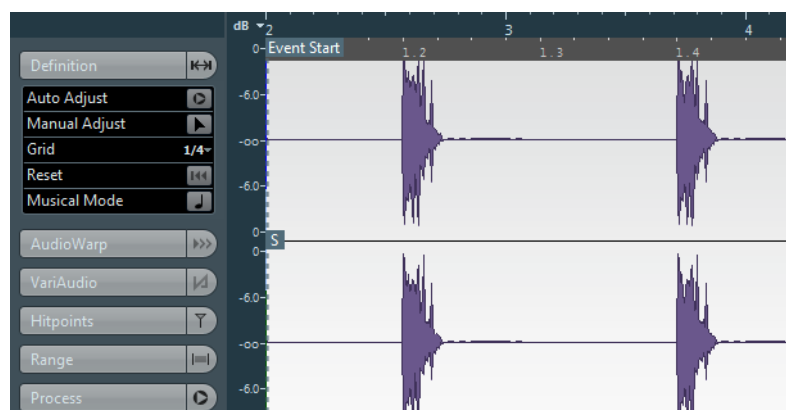 dB 2 3 4
0 Event Start 1.2 1.3 1.4
Definition
Auto Adjust
Manual Adjust
Grid 1/4
Reset
Musical Mode
AudioWarp
VariAudio
Hitpoints
Range
Process
-6.0
-oo
-6.0
0
S
0
-6.0
-oo
-6.0